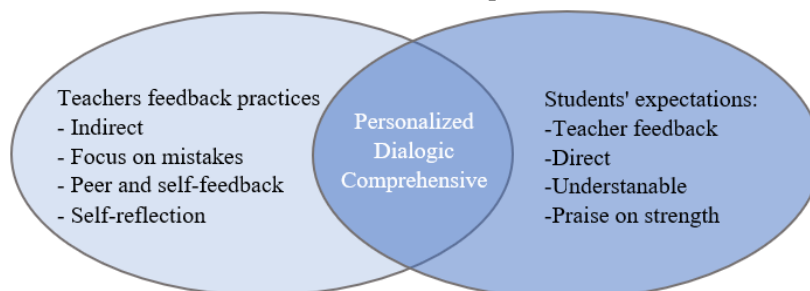 Teachers feedback practices
- Indirect
- Focus on mistakes
- Peer and self-feedback
- Self-reflection
Personalized
Dialogic
Comprehensive
Students' expectations:
-Teacher feedback
-Direct
-Understanable
-Praise on strength